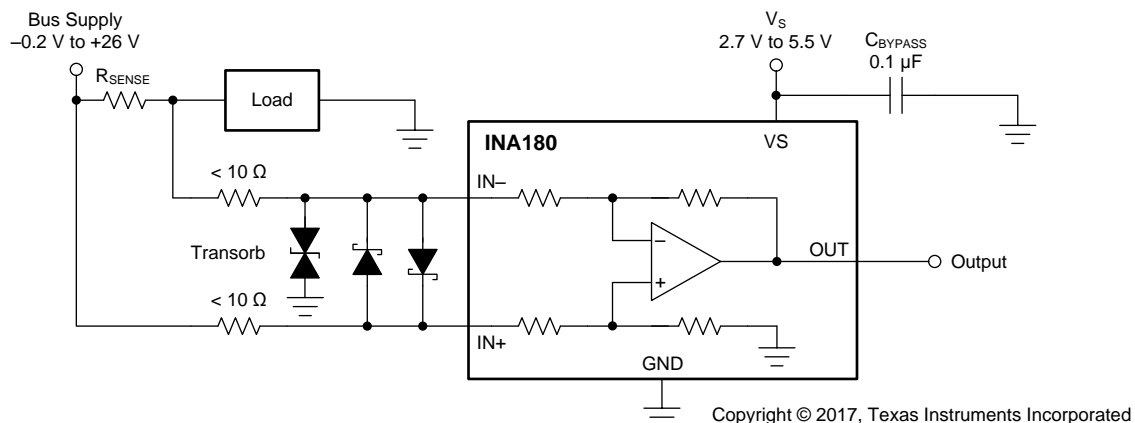 Bus Supply
–0.2 V to +26 V
RSENSE
Load
VS
2.7 V to 5.5 V
CBYPASS
0.1 µF
INA180
VS
< 10 Ω
IN–
Transorb
< 10 Ω
IN+
–
+
OUT
Output
GND
Copyright © 2017, Texas Instruments Incorporated